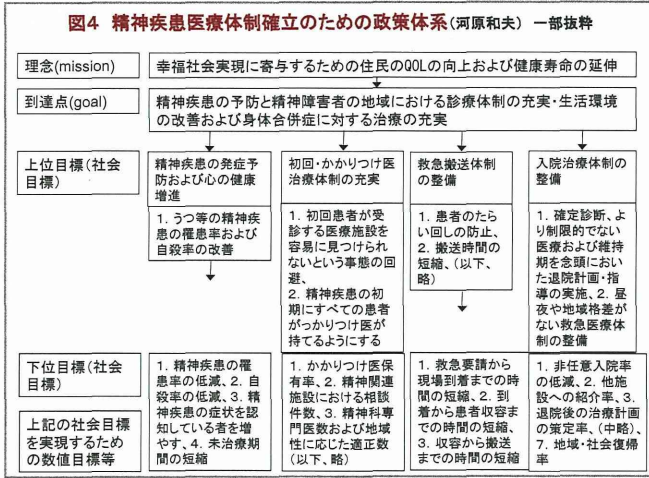 図4 精神疾患医療体制確立のための政策体系(河原和夫) 一部抜粋
理念(mission)
幸福社会実現に寄与するための住民のQOLの向上および健康寿命の延伸
到達点(goal)
精神疾患の予防と精神障害者の地域における診療体制の充実・生活環境
の改善および身体合併症に対する治療の充実
上位目標(社会
目標)
精神疾患の発症予
防および心の健康
増進
1. うつ等の精神疾
患の罹患率および
自殺率の改善
初回・かかりつけ医
治療体制の充実
1. 初回患者が受
診する医療施設を
容易に見つけられ
ないという事態の回
避、
2. 精神疾患の初
期にすべての患者
がっかりつけ医が
持てるようにする
救急搬送体制
の整備
1. 患者のたら
い回しの防止、
2. 搬送時間の
短縮、(以下、
略)
入院治療体制の
整備
1. 確定診断、よ
り制限的でない
医療および維持
期を念頭におい
た退院計画・指
導の実施、2. 昼
夜や地域格差が
ない救急医療体
制の整備
下位目標(社会
目標)
上記の社会目標
を実現するため
の数値目標等
1. 精神疾患の罹
患率の低減、2. 自
殺率の低減、3. 精
神疾患の症状を認
知している者を増
やす、4. 未治療期
間の短縮
1. かかりつけ医保
有率、2. 精神関連
施設における相談
件数、3. 精神科専
門医数および地域
性に応じた適正数
(以下、略)
1. 救急要請から
現場到着までの時
間の短縮、2. 到
着から患者収容ま
での時間の短縮、
3. 収容から搬送
までの時間の短縮
1. 非任意入院率
の低減、2. 他施
設への紹介率、3.
退院後の治療計画
の策定率、(中略)、
7. 地域・社会復帰
率